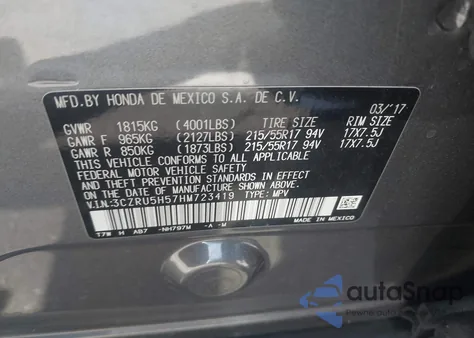 MFD.BY HONDA DE MEXICO S.A. DE C.V.
03/'17
GVWR 1815KG (4001LBS) TIRE SIZE RIM SIZE
GAWR F 965KG (2127LBS) 215/55R17 94V 17X7.5J
GAWR R 850KG (1873LBS) 215/55R17 94V 17X7.5J
THIS VEHICLE CONFORMS TO ALL APPLICABLE
FEDERAL MOTOR VEHICLE SAFETY AND
THEFT PREVENTION STANDARDS IN EFFECT ON
THE DATE OF MANUFACTURE SHOWN ABOVE.
V.I.N:3CZRU5H57HM723419 TYPE: MPV
MADE IN MEXICO
T7W H AB7 -NH797M -A -M
autoSnap